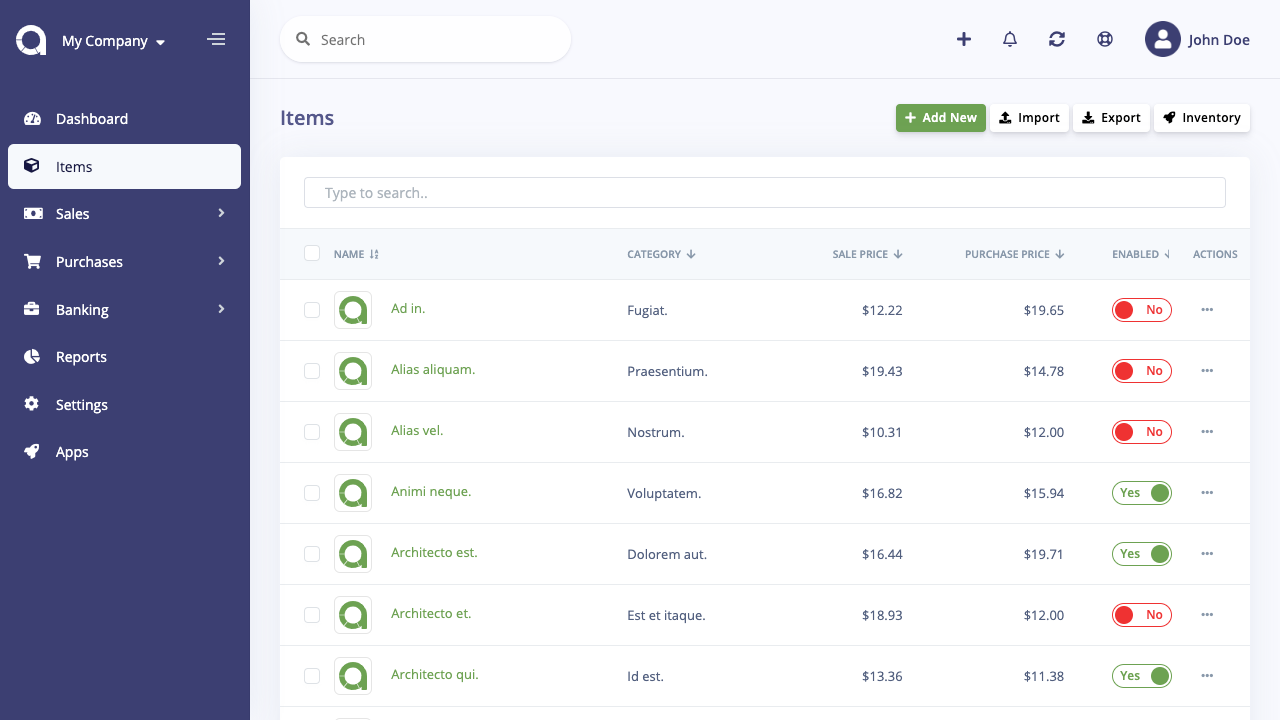 My Company
Search
John Doe
Dashboard
Items
Sales
Purchases
Banking
Reports
Settings
Apps
Items
Add New
Import
Export
Inventory
Type to search..
NAME CATEGORY SALE PRICE PURCHASE PRICE ENABLED ACTIONS
Ad in. Fugiat. $12.22 $19.65 No
Alias aliquam. Praesentium. $19.43 $14.78 No
Alias vel. Nostrum. $10.31 $12.00 No
Animi neque. Voluptatem. $16.82 $15.94 Yes
Architecto est. Dolorem aut. $16.44 $19.71 Yes
Architecto et. Est et itaque. $18.93 $12.00 No
Architecto qui. Id est. $13.36 $11.38 Yes